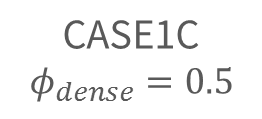 CASE1C
ϕ_dense = 0.5